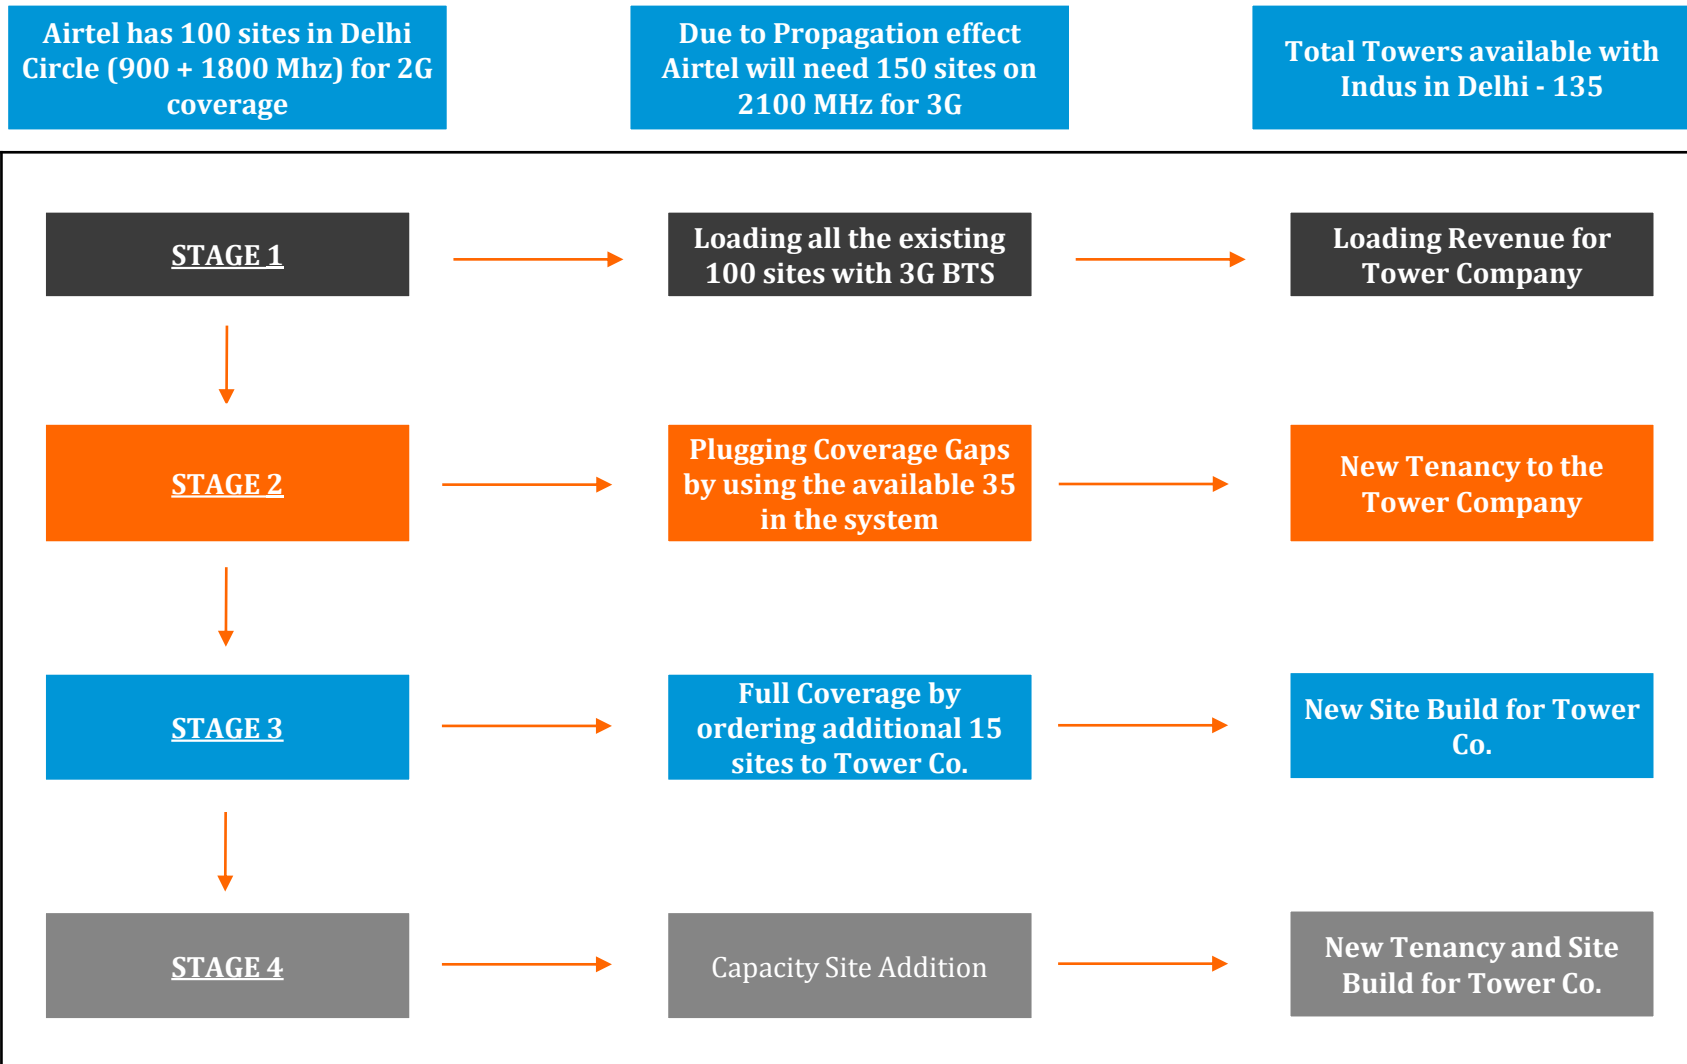 Airtel has 100 sites in Delhi
Circle (900 + 1800 Mhz) for 2G
coverage
Due to Propagation effect
Airtel will need 150 sites on
2100 MHz for 3G
Total Towers available with
Indus in Delhi - 135
STAGE 1
Loading all the existing
100 sites with 3G BTS
Loading Revenue for
Tower Company
STAGE 2
Plugging Coverage Gaps
by using the available 35
in the system
New Tenancy to the
Tower Company
STAGE 3
Full Coverage by
ordering additional 15
sites to Tower Co.
New Site Build for Tower
Co.
STAGE 4
Capacity Site Addition
New Tenancy and Site
Build for Tower Co.